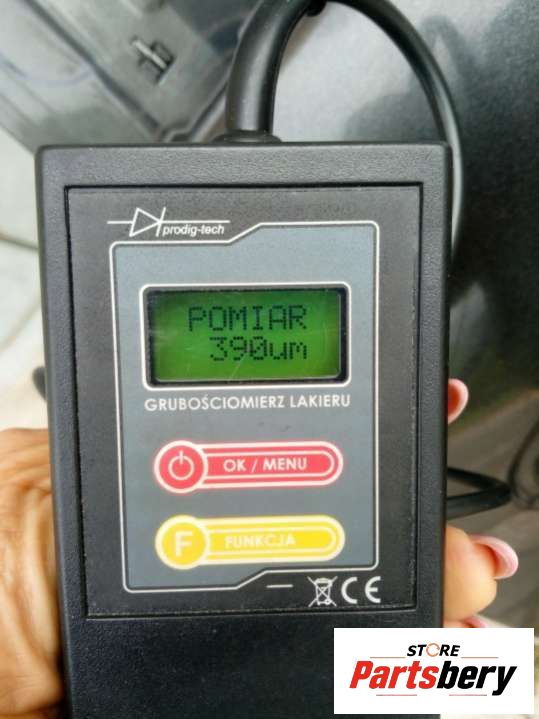 prodig-tech
POMIAR
390um
GRUBOŚCIOMIERZ LAKIERU
OK / MENU
F FUNKCJA
CE
STORE
Partsbery